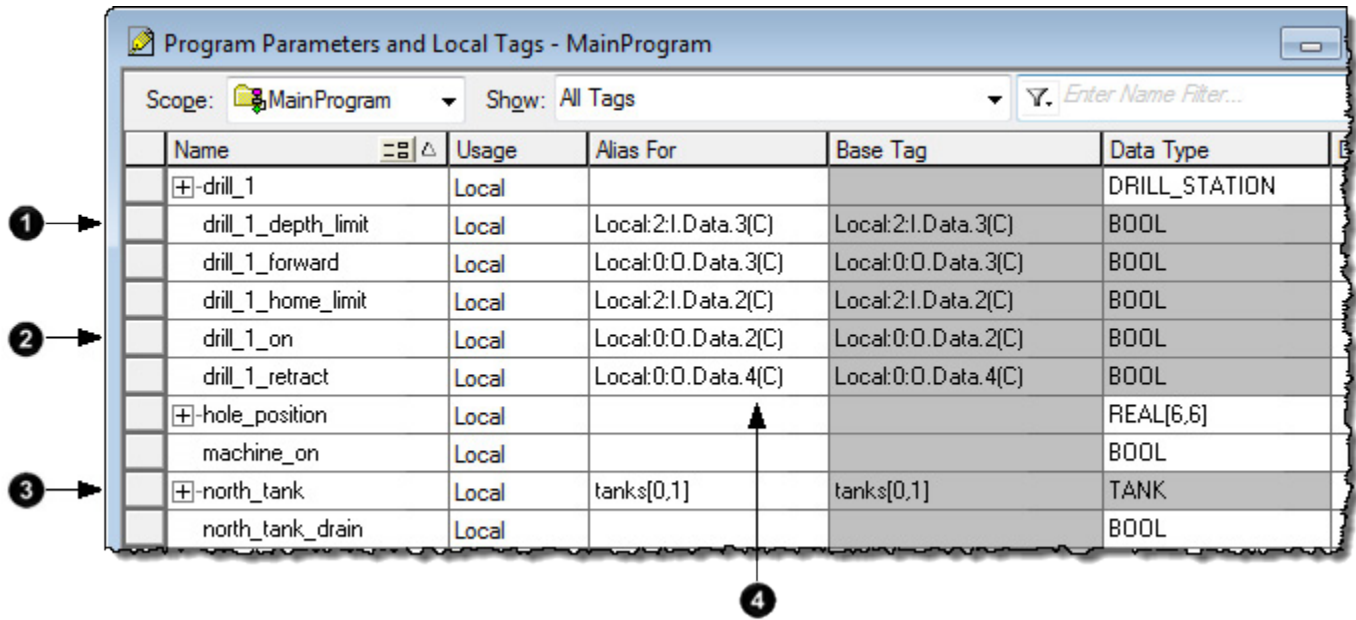 Program Parameters and Local Tags - MainProgram
Scope: MainProgram Show: All Tags Enter Name Filter...
Name Usage Alias For Base Tag Data Type
drill_1 Local DRILL_STATION
1 drill_1_depth_limit Local Local:2:I.Data.3(C) Local:2:I.Data.3(C) BOOL
drill_1_forward Local Local:0:O.Data.3(C) Local:0:O.Data.3(C) BOOL
drill_1_home_limit Local Local:2:I.Data.2(C) Local:2:I.Data.2(C) BOOL
2 drill_1_on Local Local:0:O.Data.2(C) Local:0:O.Data.2(C) BOOL
drill_1_retract Local Local:0:O.Data.4(C) Local:0:O.Data.4(C) BOOL
hole_position Local REAL[6,6]
machine_on Local BOOL
3 north_tank Local tanks[0,1] tanks[0,1] TANK
north_tank_drain Local BOOL
4